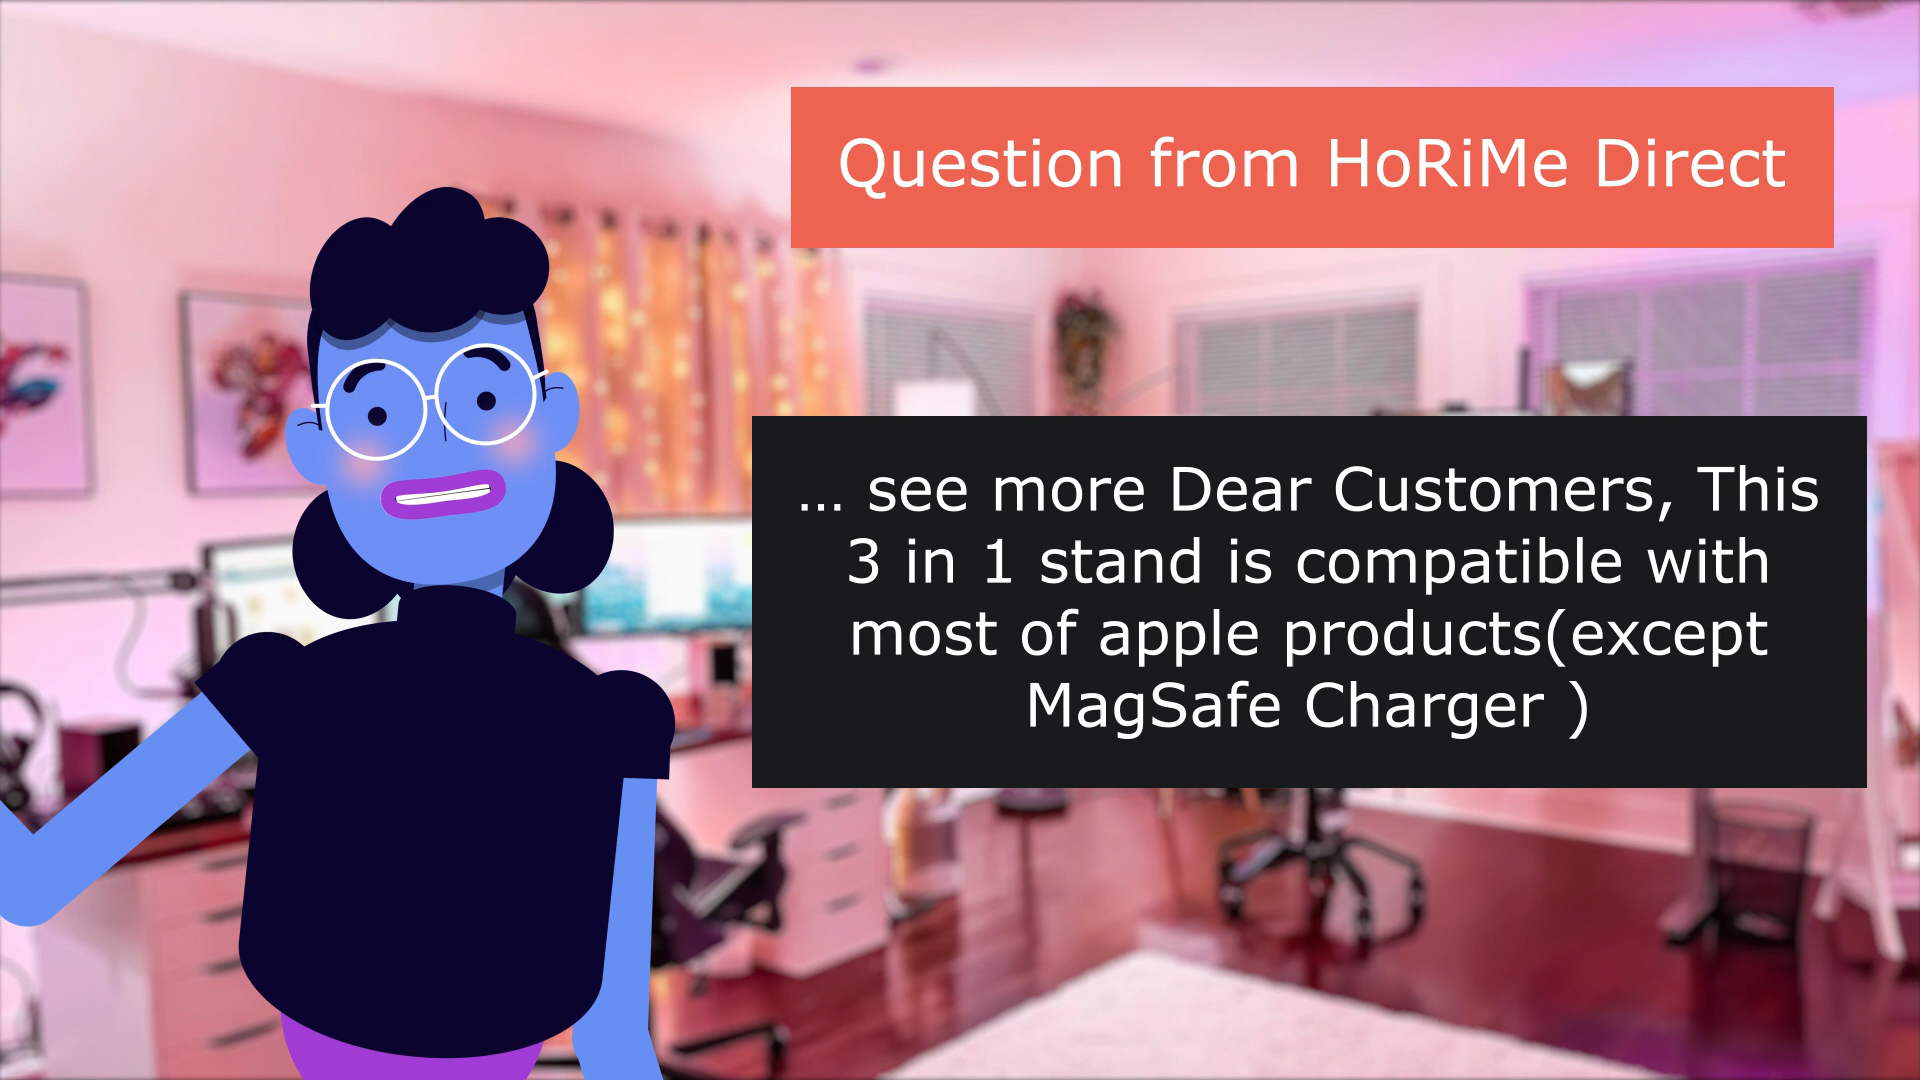 Question from HoRiMe Direct
... see more Dear Customers, This
3 in 1 stand is compatible with
most of apple products(except
MagSafe Charger )